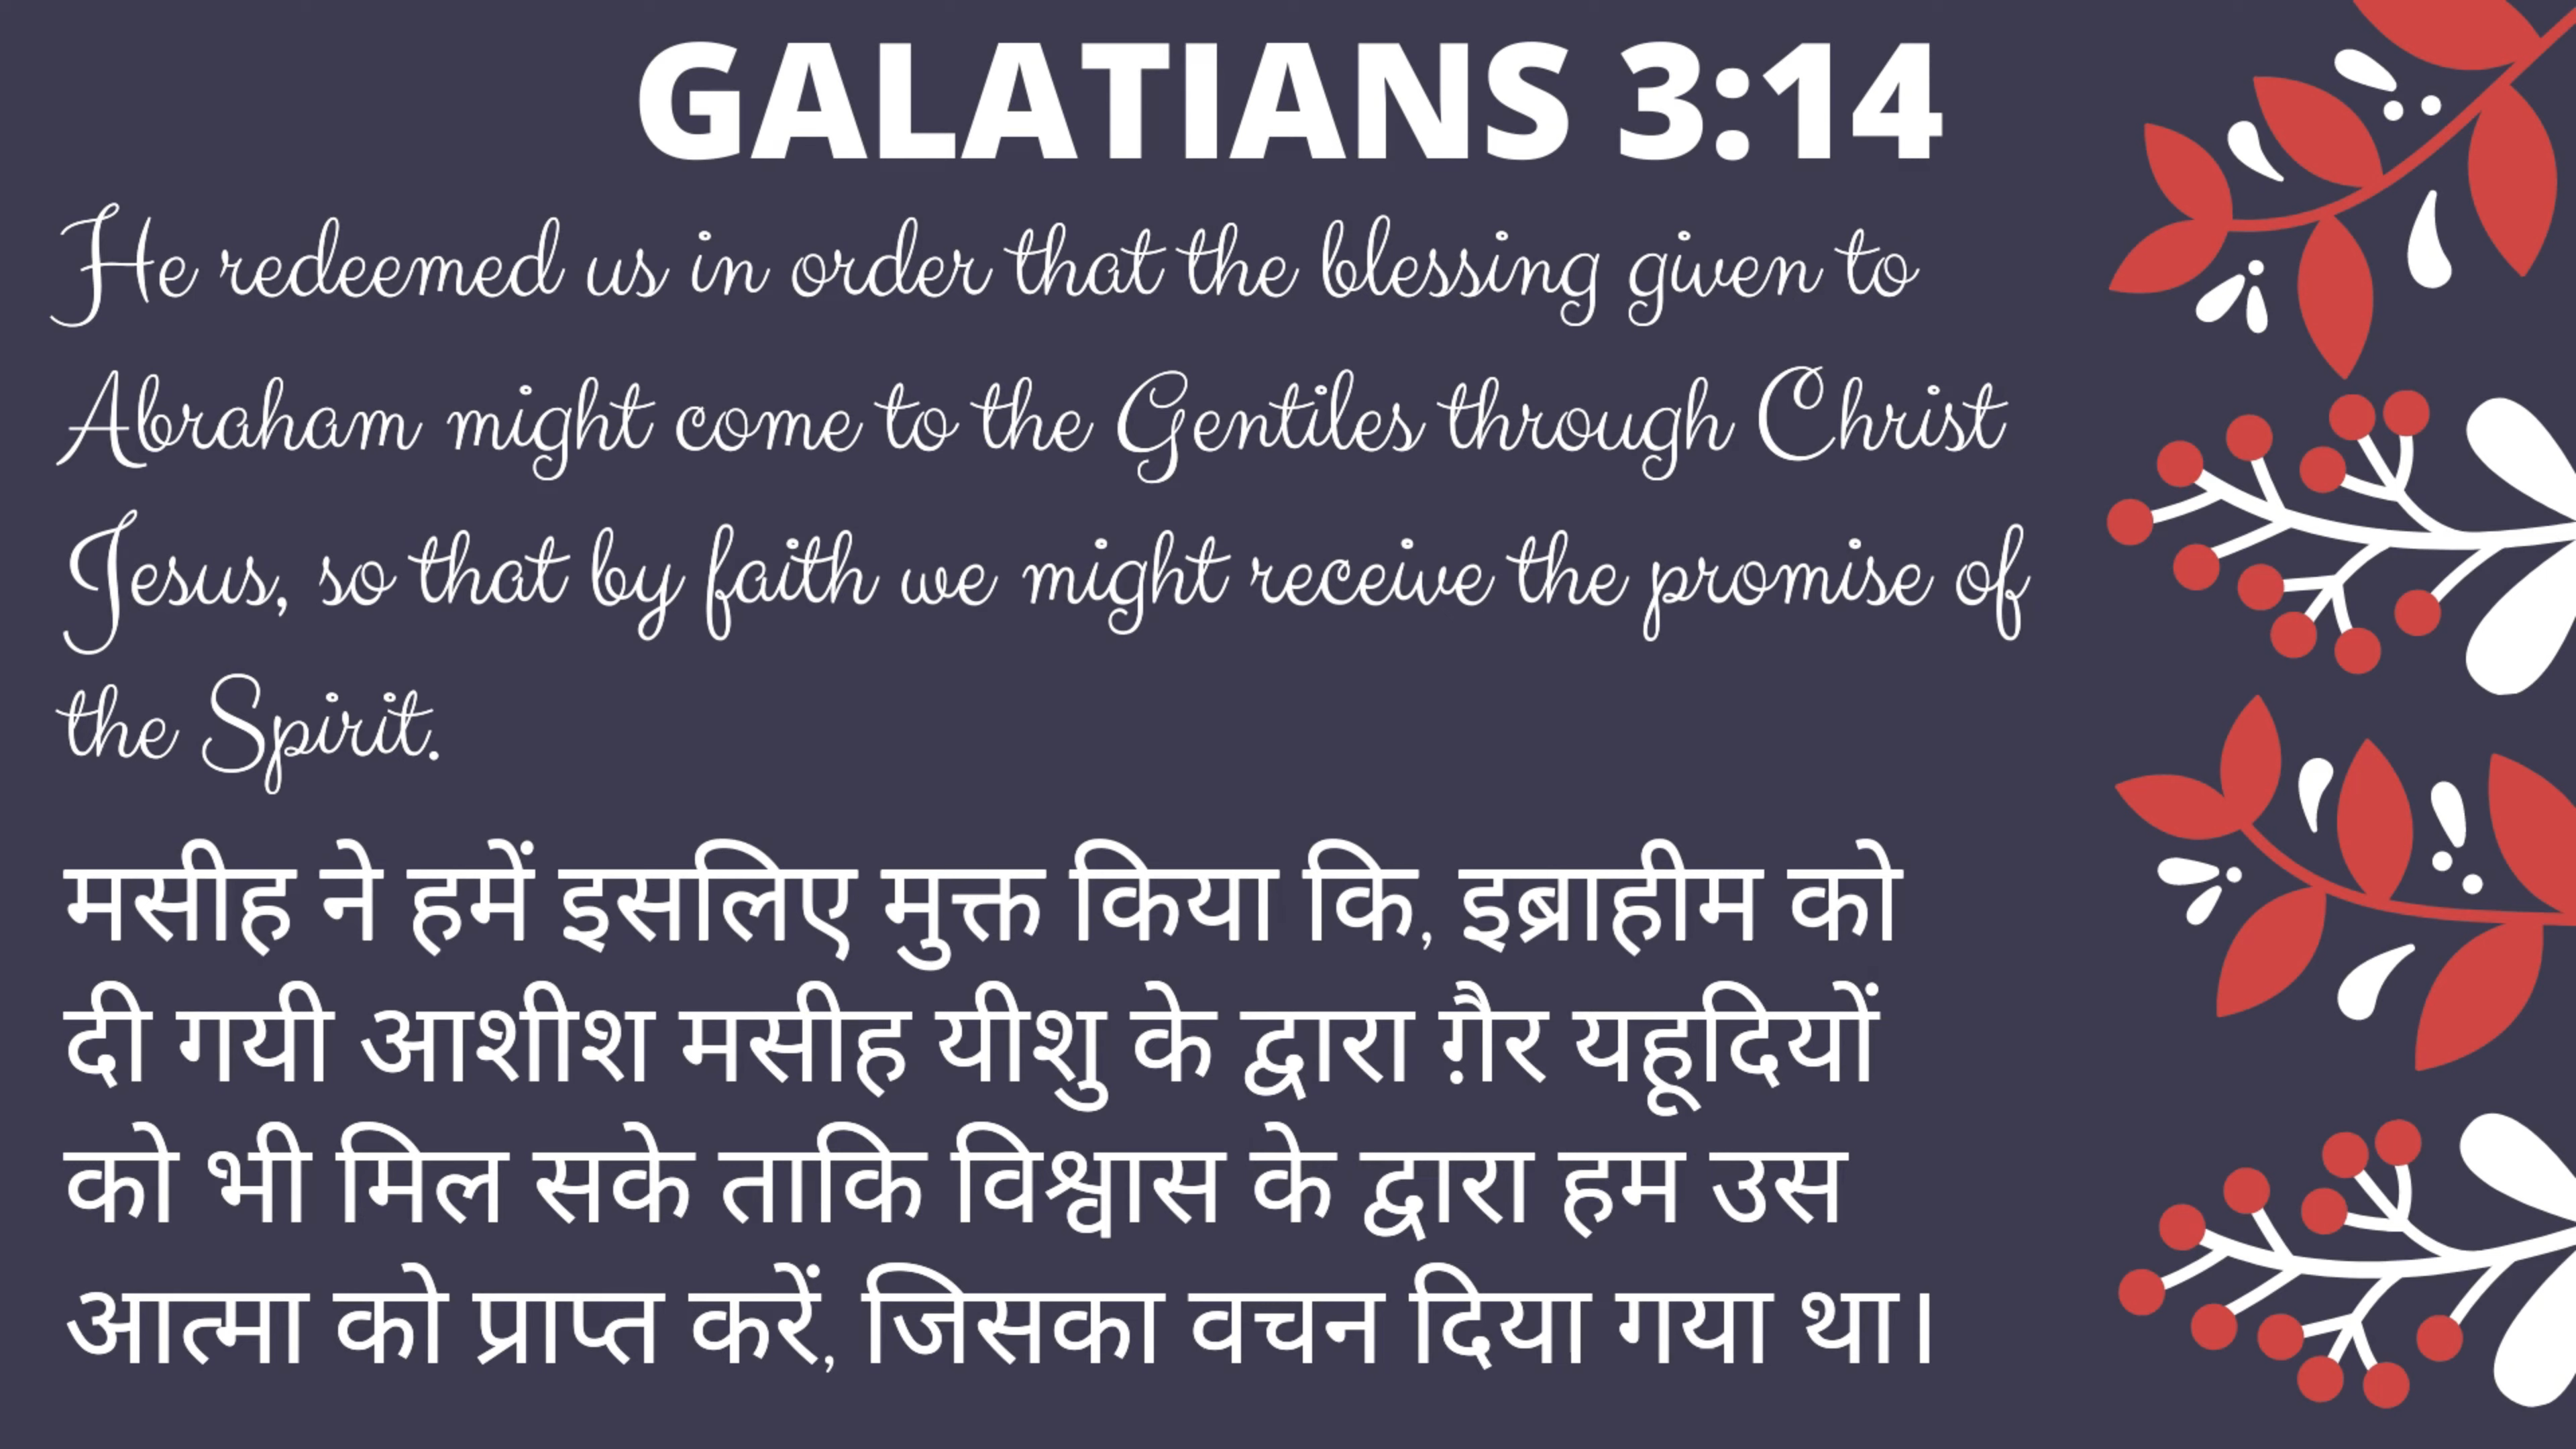 GALATIANS 3:14
He redeemed us in order that the blessing given to
Abraham might come to the Gentiles through Christ
Jesus, so that by faith we might receive the promise of
the Spirit.
मसीह ने हमें इसलिए मुक्त किया कि, इब्राहीम को
दी गयी आशीश मसीह यीशु के द्वारा ग़ैर यहूदियों
को भी मिल सके ताकि विश्वास के द्वारा हम उस
आत्मा को प्राप्त करें, जिसका वचन दिया गया था।